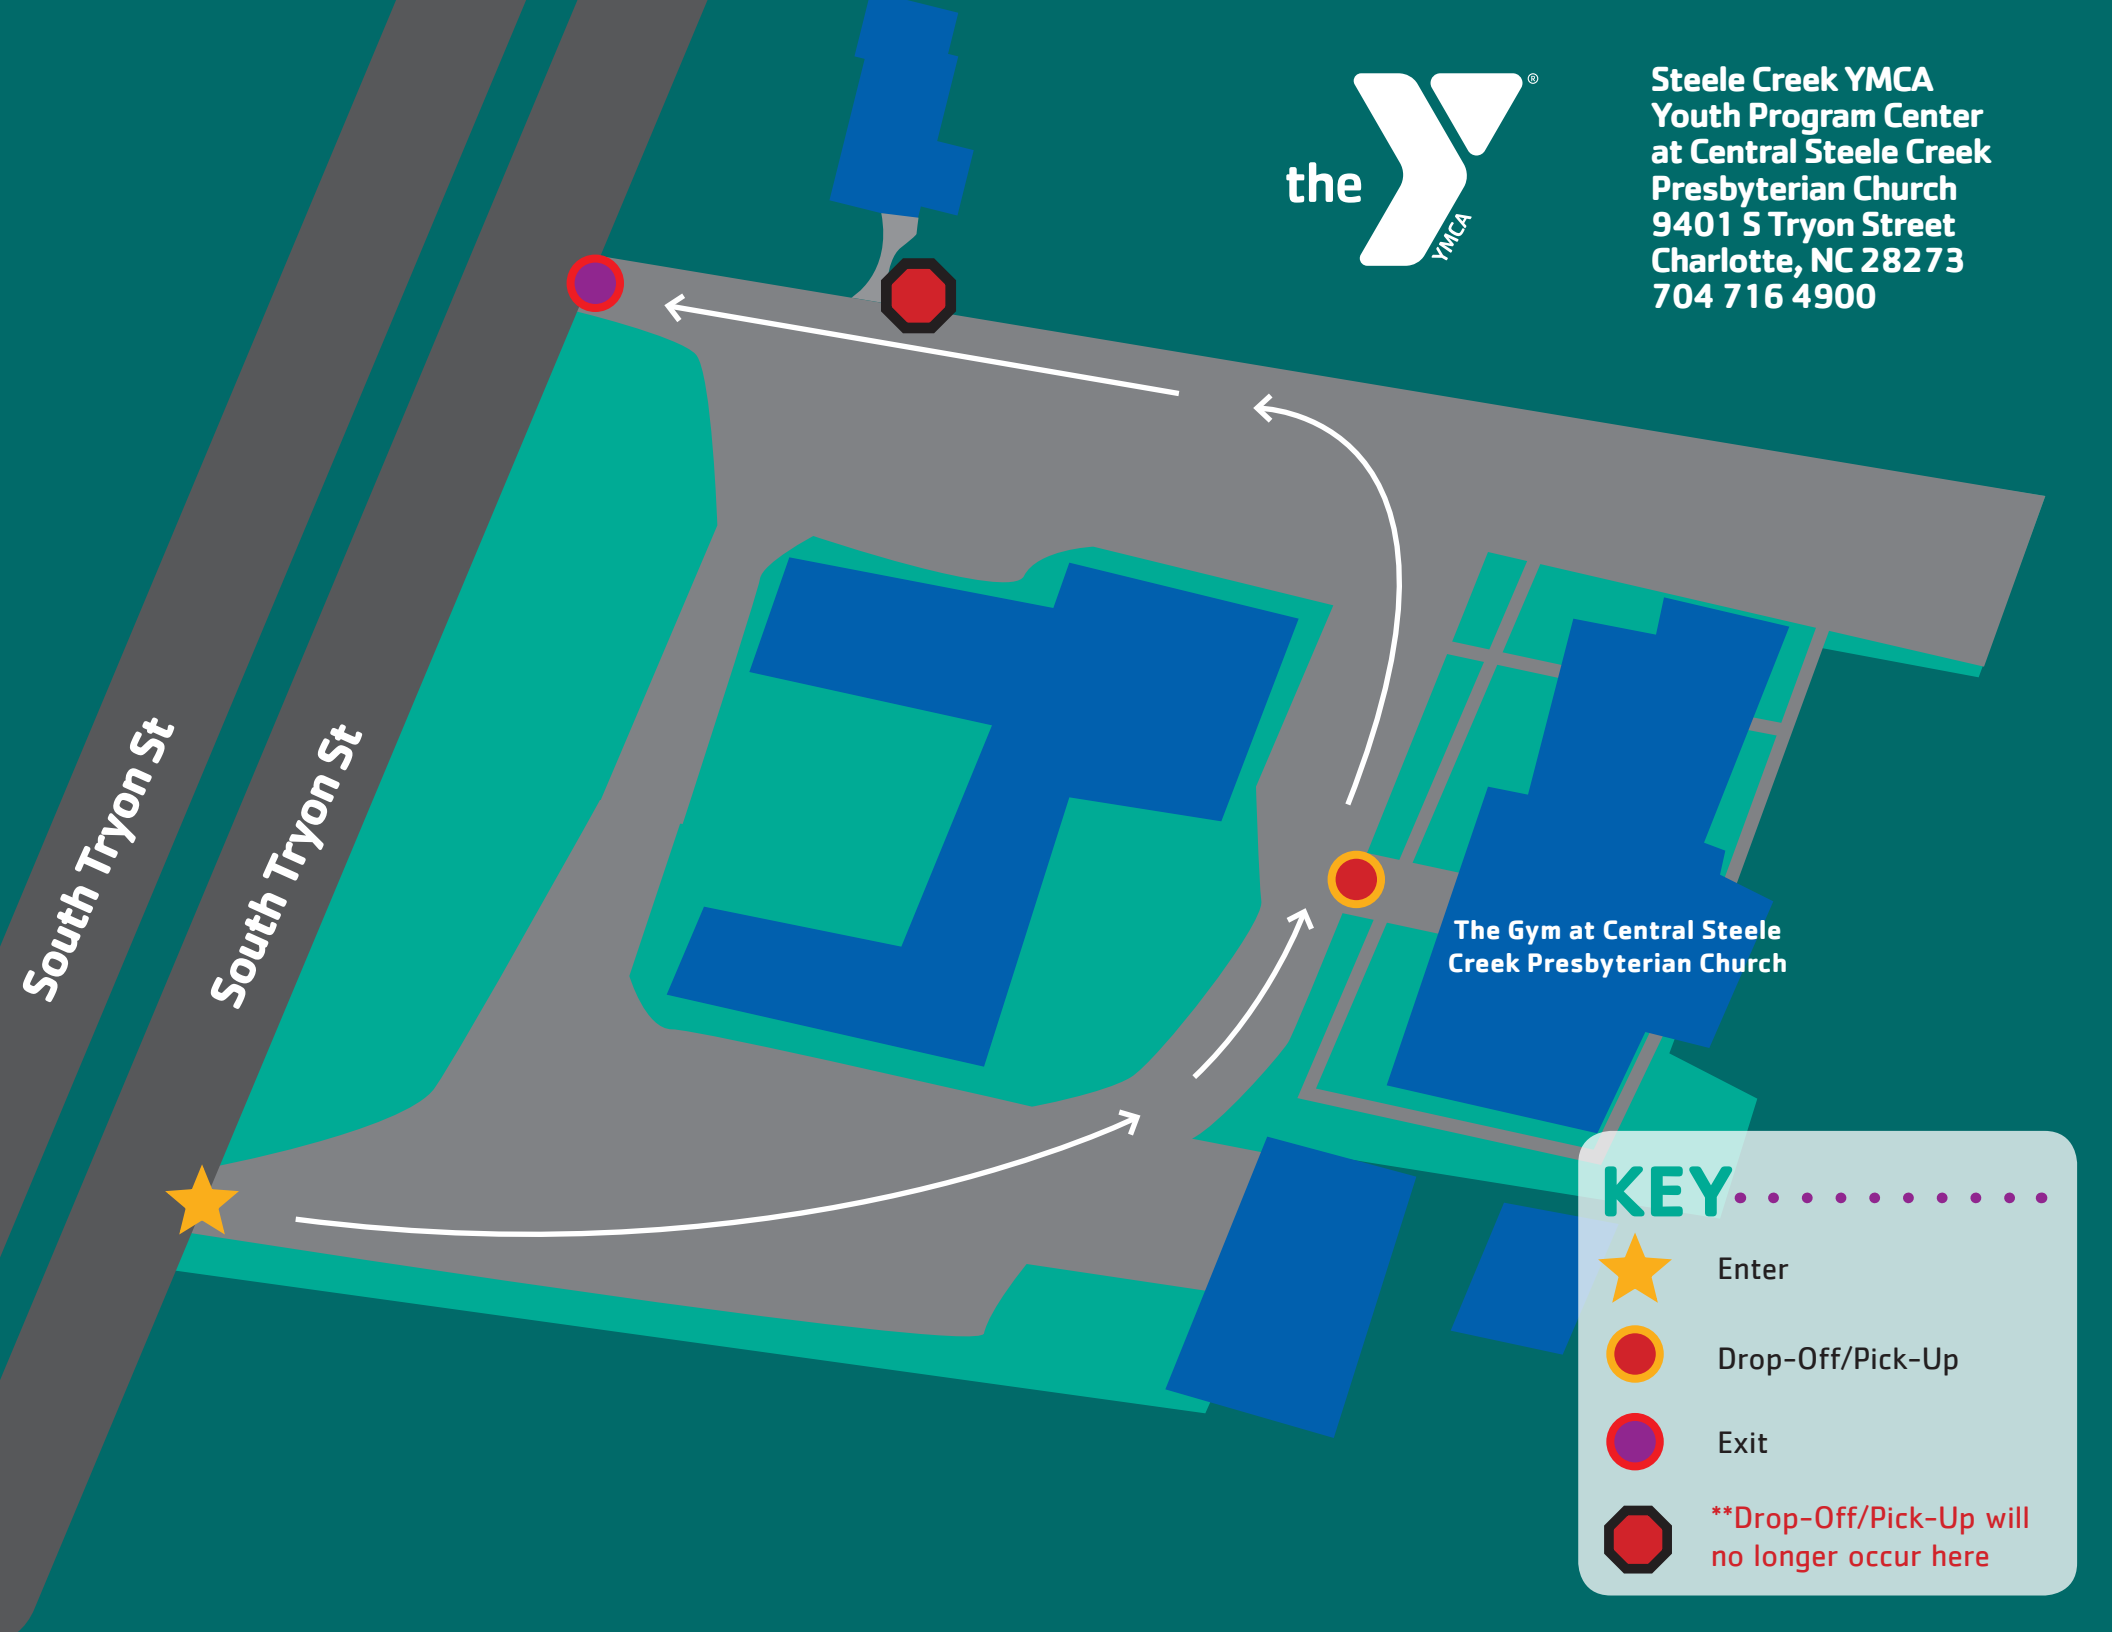 the
YMCA
®
Steele Creek YMCA
Youth Program Center
at Central Steele Creek
Presbyterian Church
9401 S Tryon Street
Charlotte, NC 28273
704 716 4900
South Tryon St
South Tryon St
The Gym at Central Steele
Creek Presbyterian Church
KEY
Enter
Drop-Off/Pick-Up
Exit
**Drop-Off/Pick-Up will
no longer occur here